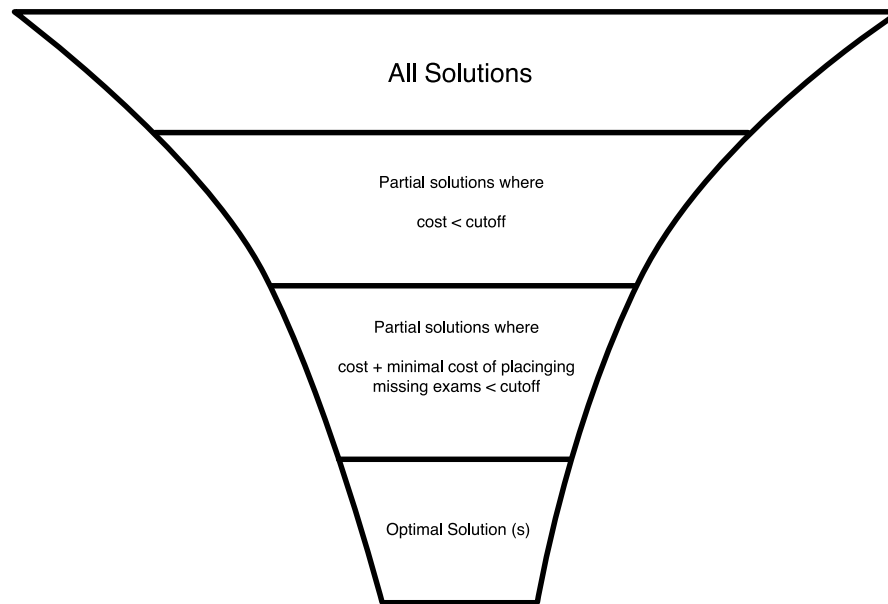 All Solutions
Partial solutions where
cost < cutoff
Partial solutions where
cost + minimal cost of placinging
missing exams < cutoff
Optimal Solution (s)